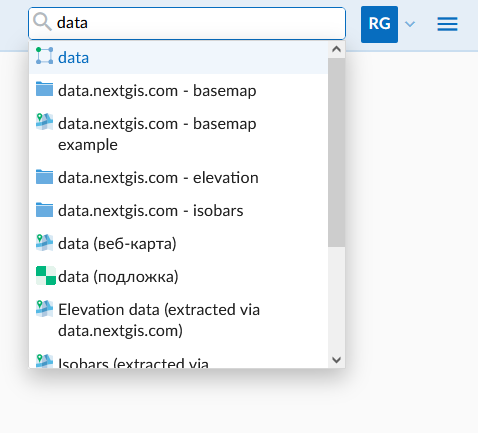 data
RG
data
data.nextgis.com - basemap
data.nextgis.com - basemap
example
data.nextgis.com - elevation
data.nextgis.com - isobars
data (веб-карта)
data (подложка)
Elevation data (extracted via
data.nextgis.com)
Isobars (extracted via